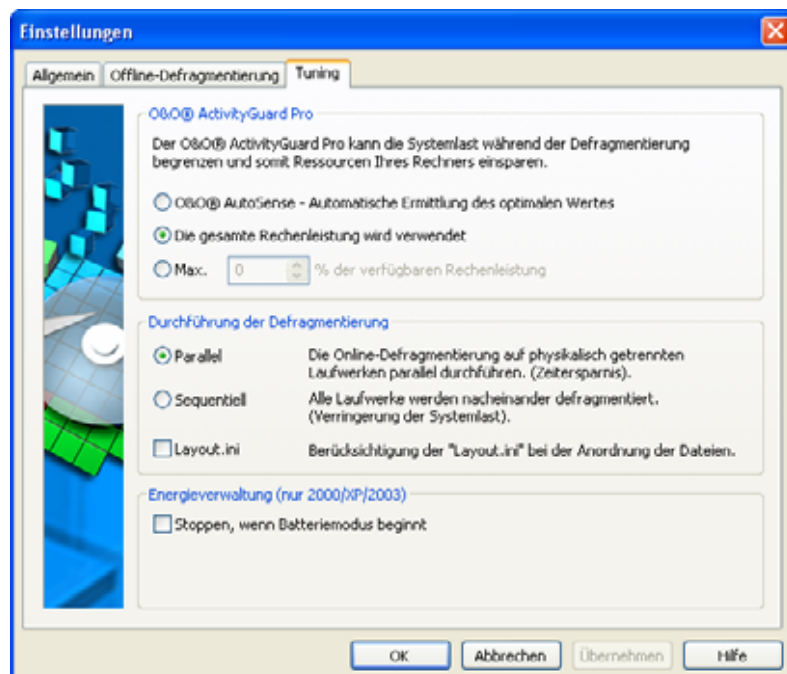 Einstellungen
Allgemein
Offline-Defragmentierung
Tuning
O&O® ActivityGuard Pro
Der O&O® ActivityGuard Pro kann die Systemlast während der Defragmentierung
begrenzen und somit Ressourcen Ihres Rechners einsparen.
O&O® AutoSense - Automatische Ermittlung des optimalen Wertes
Die gesamte Rechenleistung wird verwendet
Max. 0 % der verfügbaren Rechenleistung
Durchführung der Defragmentierung
Parallel Die Online-Defragmentierung auf physikalisch getrennten
Laufwerken parallel durchführen. (Zeitersparnis).
Sequentiell Alle Laufwerke werden nacheinander defragmentiert.
(Verringerung der Systemlast).
Layout.ini Berücksichtigung der "Layout.ini" bei der Anordnung der Dateien.
Energieverwaltung (nur 2000/XP/2003)
Stoppen, wenn Batteriemodus beginnt
OK Abbrechen Übernehmen Hilfe